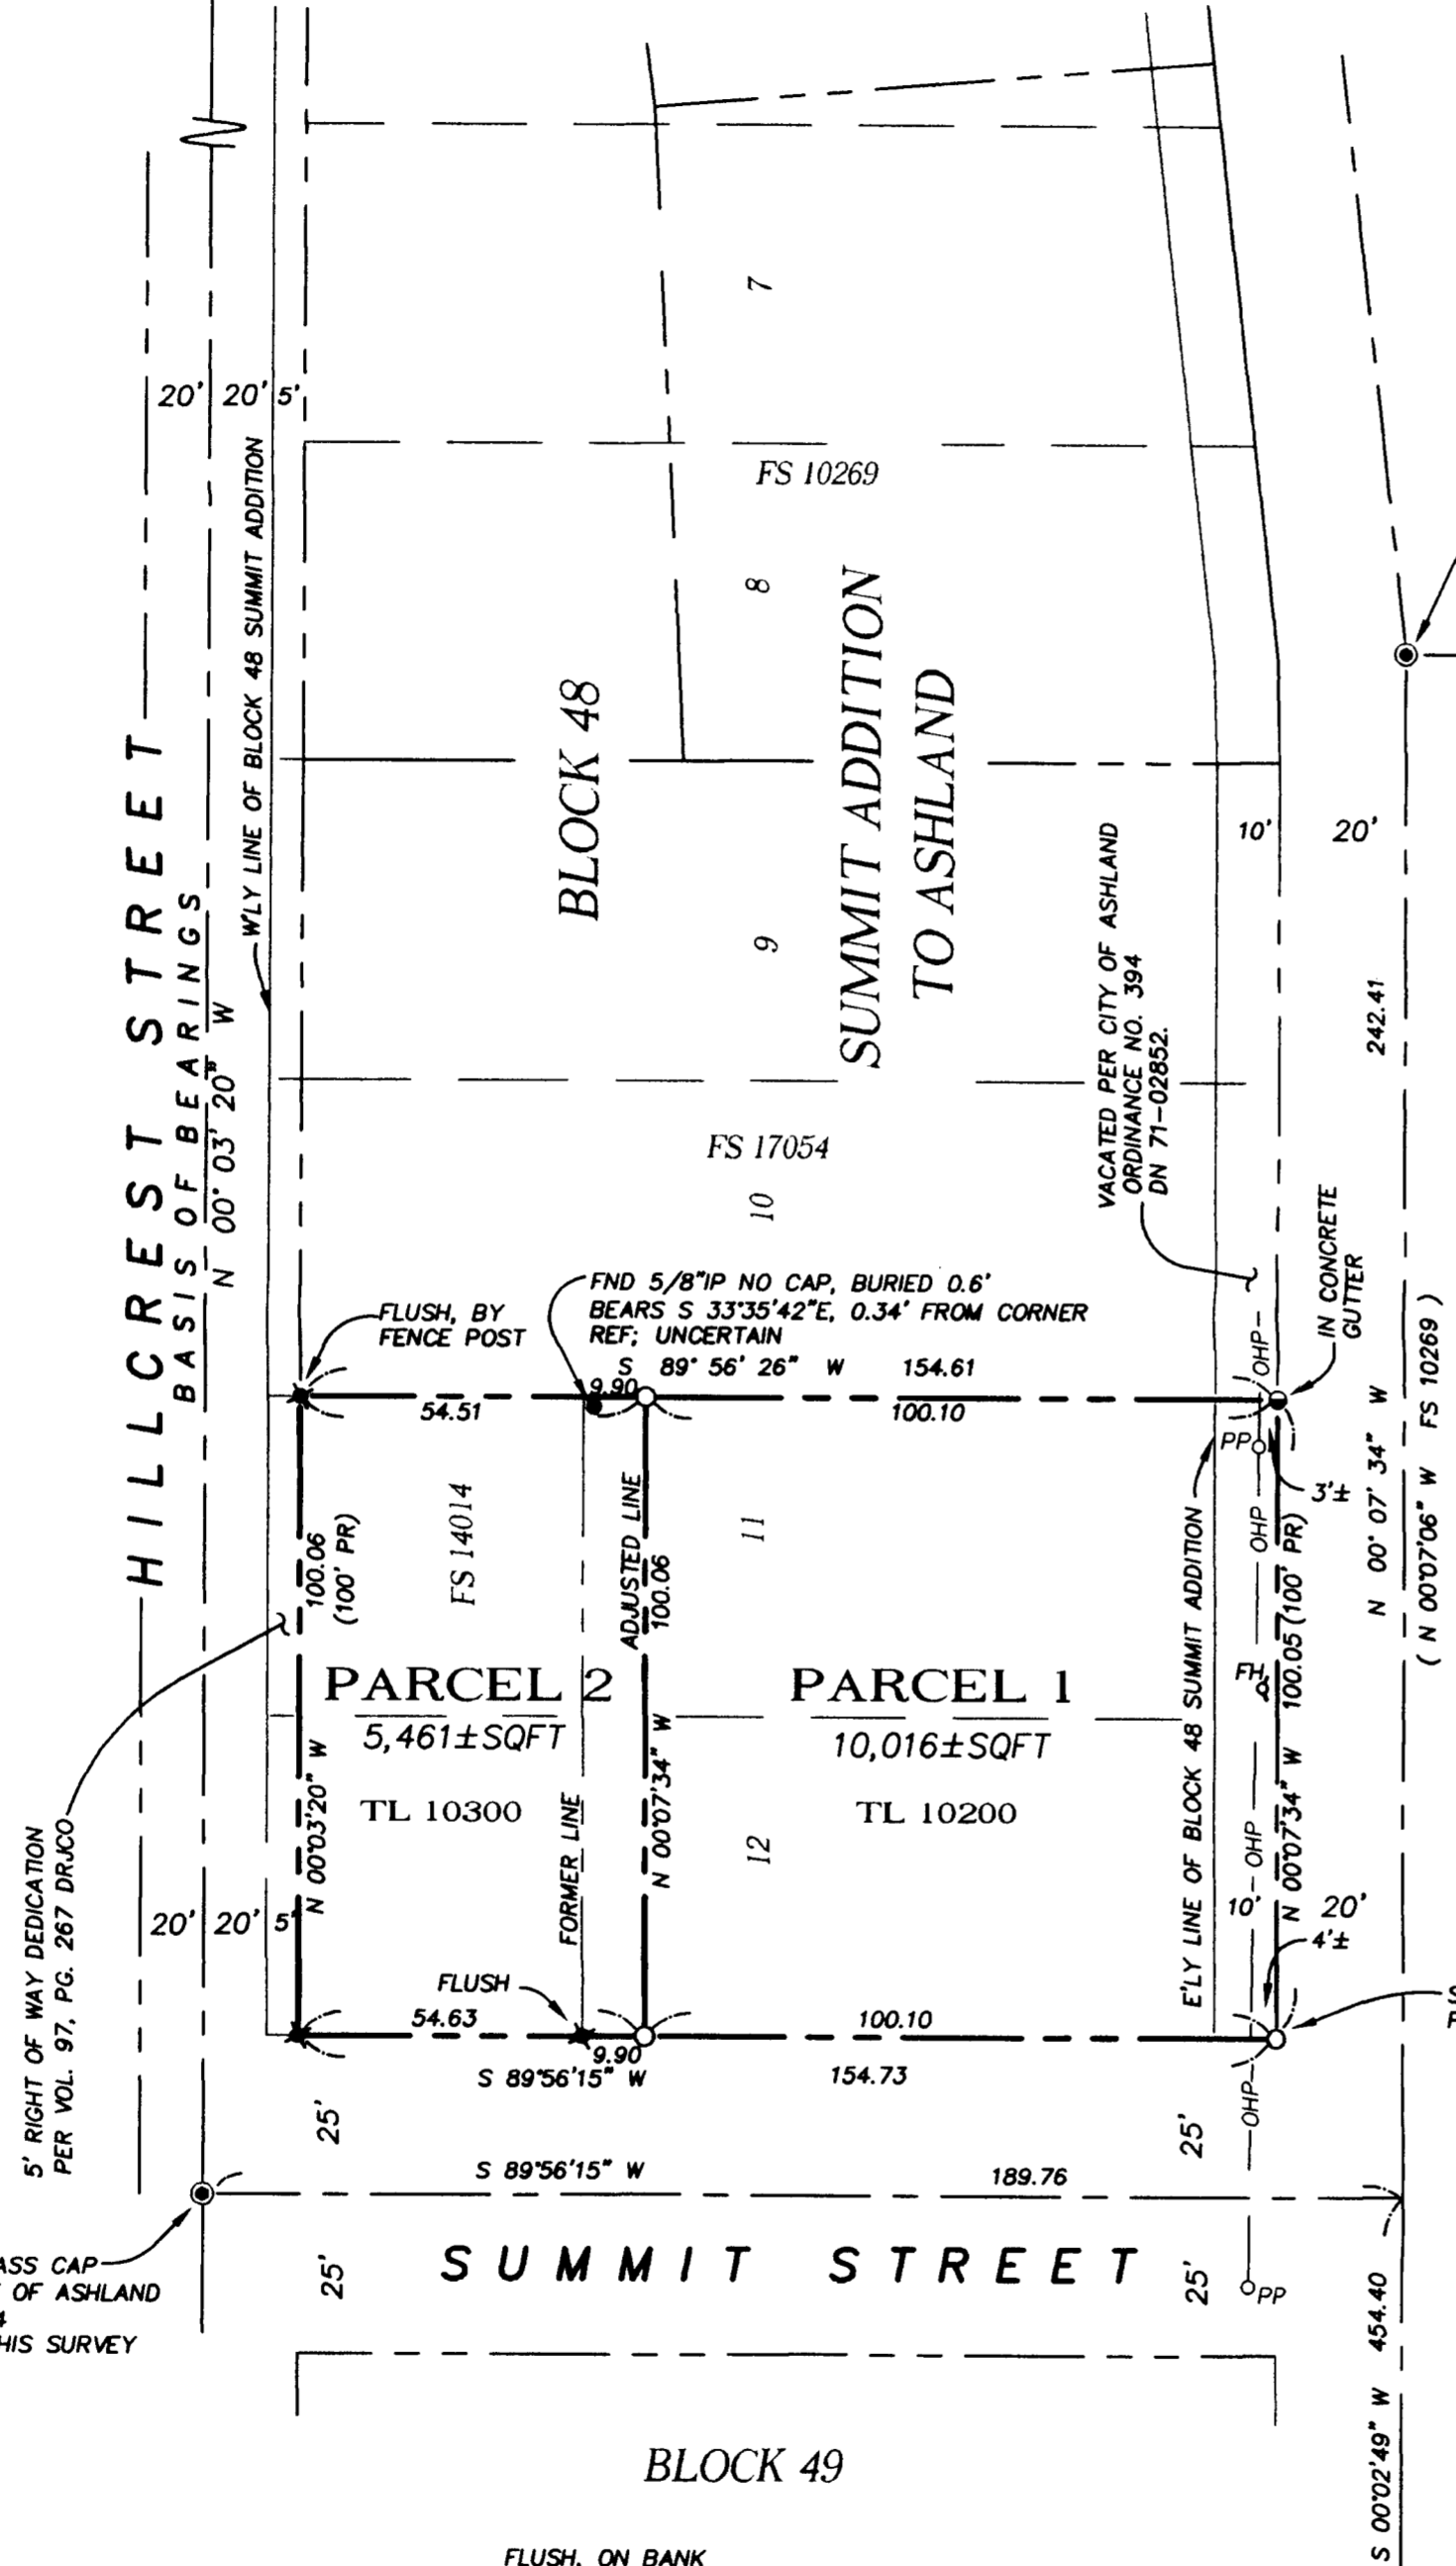 20' 20' 5'
7
FS 10269
8
WLY LINE OF BLOCK 48 SUMMIT ADDITION
HILLCREST STREET
BASIS OF BEARINGS
N 00° 03' 20" W
BLOCK 48
SUMMIT ADDITION
TO ASHLAND
9
10' 20'
242.41
VACATED PER CITY OF ASHLAND
ORDINANCE NO. 394
DN 71-02852.
FS 17054
10
IN CONCRETE
GUTTER
FLUSH, BY
FENCE POST
FND 5/8"IP NO CAP, BURIED 0.6'
BEARS S 33°35'42"E, 0.34' FROM CORNER
REF; UNCERTAIN
S 89° 56' 26" W 154.61
9.90
54.51
100.10
OHP
PP
3'±
N 00° 07' 34" W
( N 00°07'06" W FS 10269 )
100.06
(100' PR)
FS 14014
ADJUSTED LINE
100.06
11
OHP
E'LY LINE OF BLOCK 48 SUMMIT ADDITION
FH
100.05 (100' PR)
PARCEL 2
5,461±SQFT
TL 10300
PARCEL 1
10,016±SQFT
TL 10200
N 00°03'20" W
FORMER LINE
N 00°07'34" W
12
OHP
N 00°07'34" W
5' RIGHT OF WAY DEDICATION
PER VOL. 97, PG. 267 DRJCO
20' 20' 5'
10' 20'
4'±
FLUSH
54.63
9.90
100.10
S 89°56'15" W
154.73
25'
25'
OHP
S 89°56'15" W
189.76
SUMMIT STREET
25'
25'
PP
ASS CAP
OF ASHLAND
HIS SURVEY
S 00°02'49" W 454.40
BLOCK 49
FLUSH, ON BANK